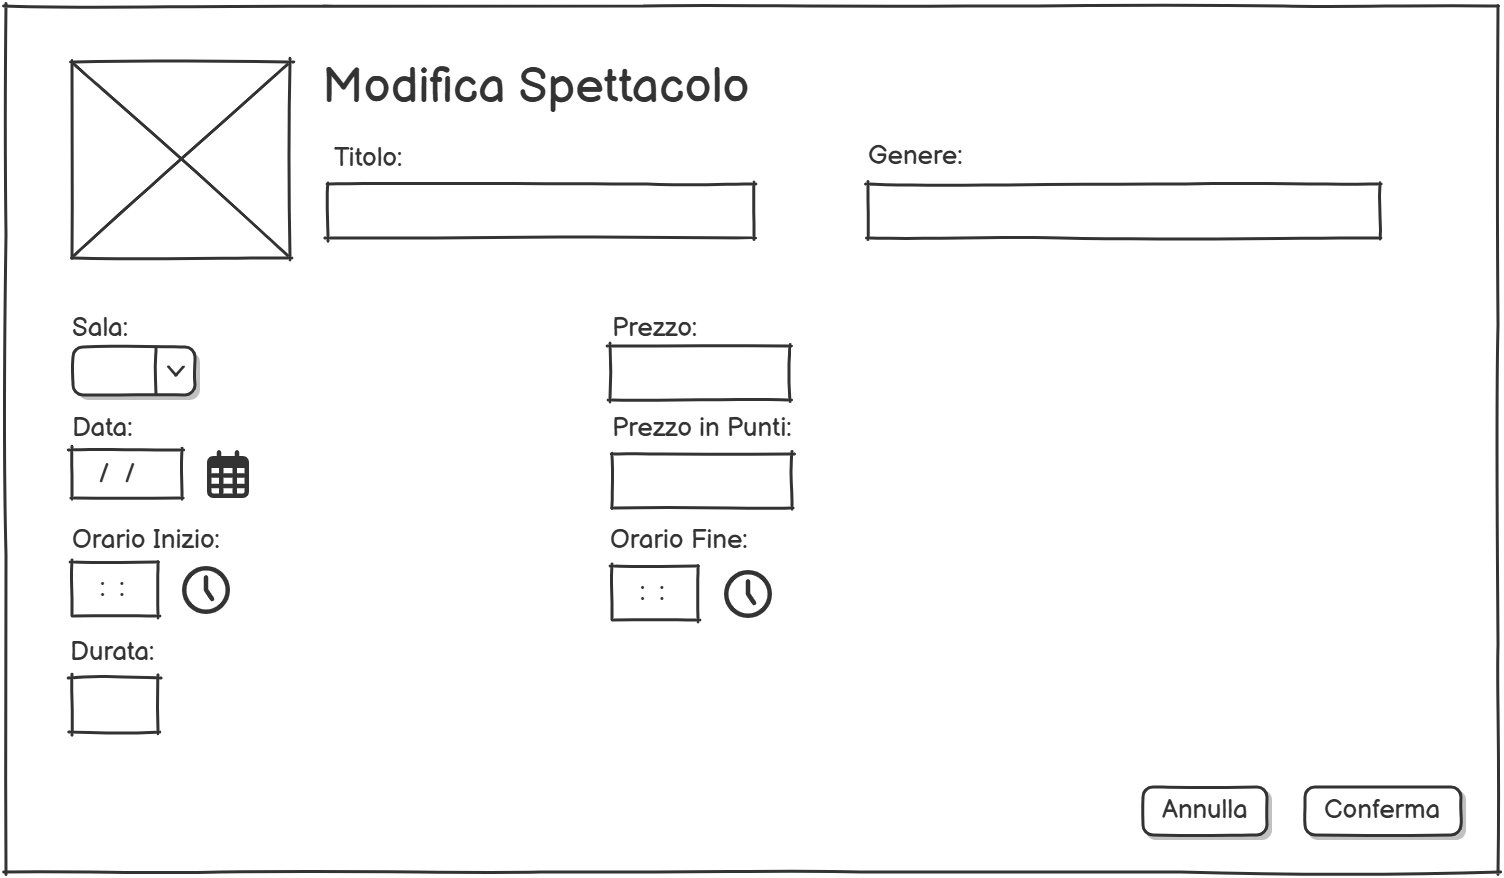 Modifica Spettacolo
Titolo:
Genere:
Sala:
Prezzo:
Data:
Prezzo in Punti:
/ /
Orario Inizio:
Orario Fine:
: :
: :
Durata:
Annulla
Conferma